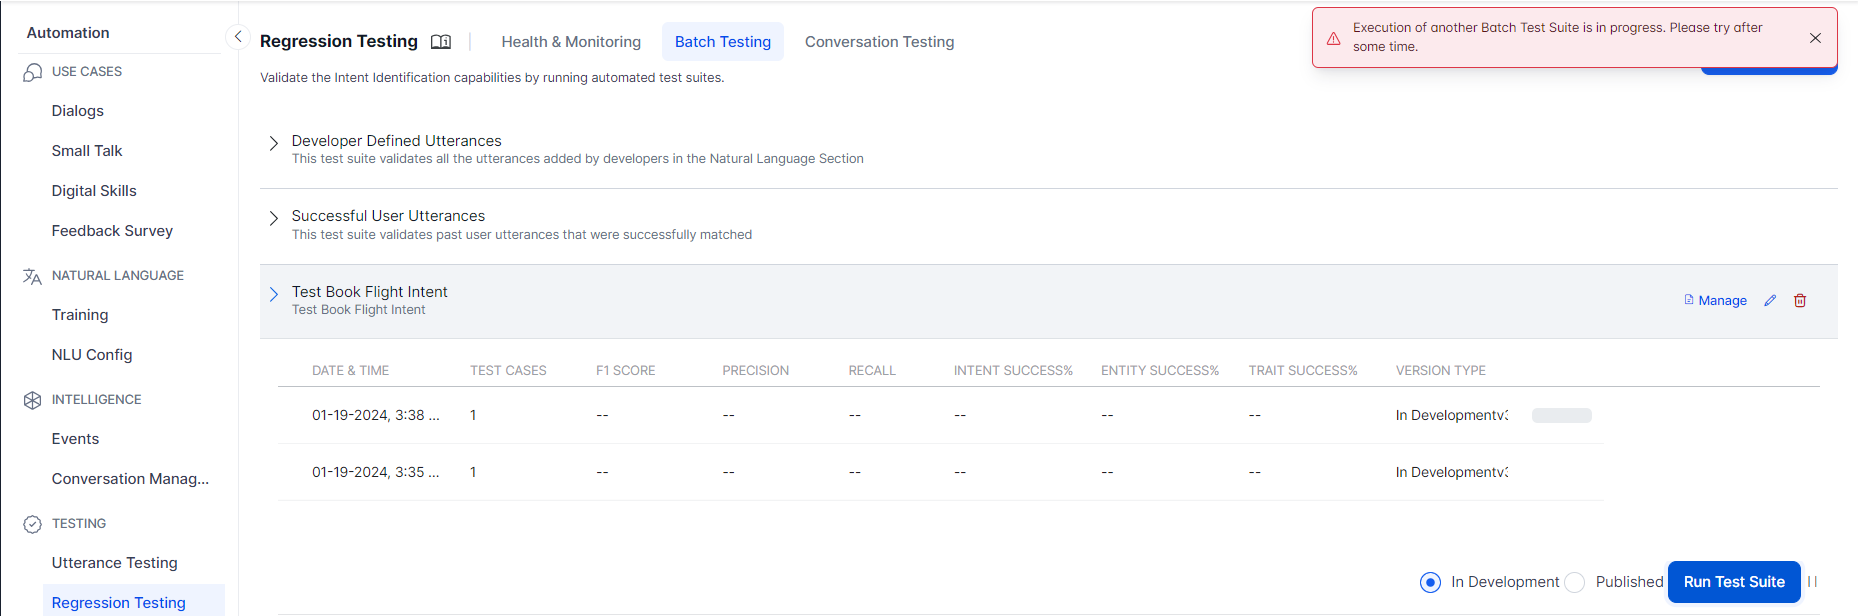 Automation
USE CASES
Dialogs
Small Talk
Digital Skills
Feedback Survey
NATURAL LANGUAGE
Training
NLU Config
INTELLIGENCE
Events
Conversation Manag...
TESTING
Utterance Testing
Regression Testing
Regression Testing Health & Monitoring Batch Testing Conversation Testing
Validate the Intent Identification capabilities by running automated test suites.
Execution of another Batch Test Suite is in progress. Please try after
some time.
Developer Defined Utterances
This test suite validates all the utterances added by developers in the Natural Language Section
Successful User Utterances
This test suite validates past user utterances that were successfully matched
Test Book Flight Intent
Test Book Flight Intent
Manage
DATE & TIME TEST CASES F1 SCORE PRECISION RECALL INTENT SUCCESS% ENTITY SUCCESS% TRAIT SUCCESS% VERSION TYPE
01-19-2024, 3:38 ... 1 -- -- -- -- -- -- In Developmentv3
01-19-2024, 3:35 ... 1 -- -- -- -- -- -- In Developmentv3
In Development Published Run Test Suite